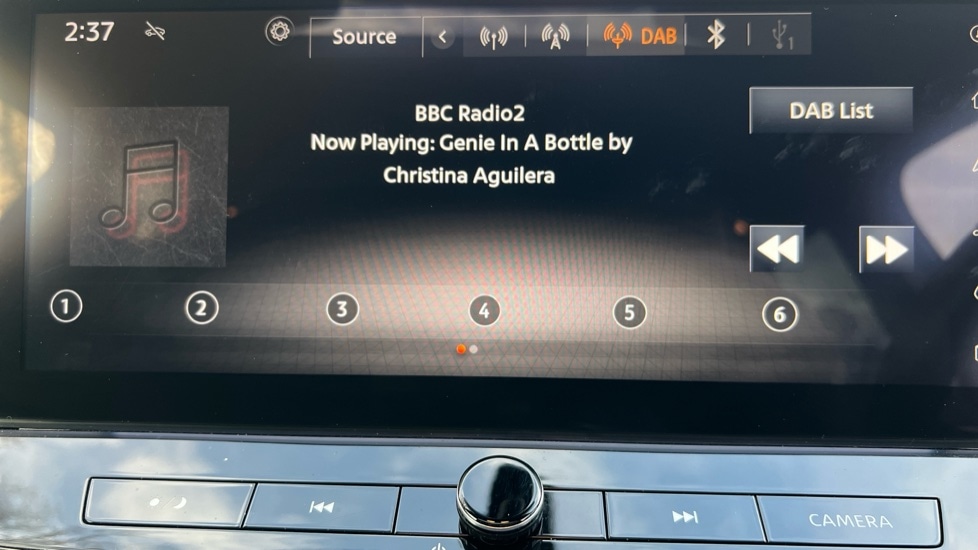 2:37
Source
DAB
1
BBC Radio2
Now Playing: Genie In A Bottle by
Christina Aguilera
DAB List
1 2 3 4 5 6
CAMERA